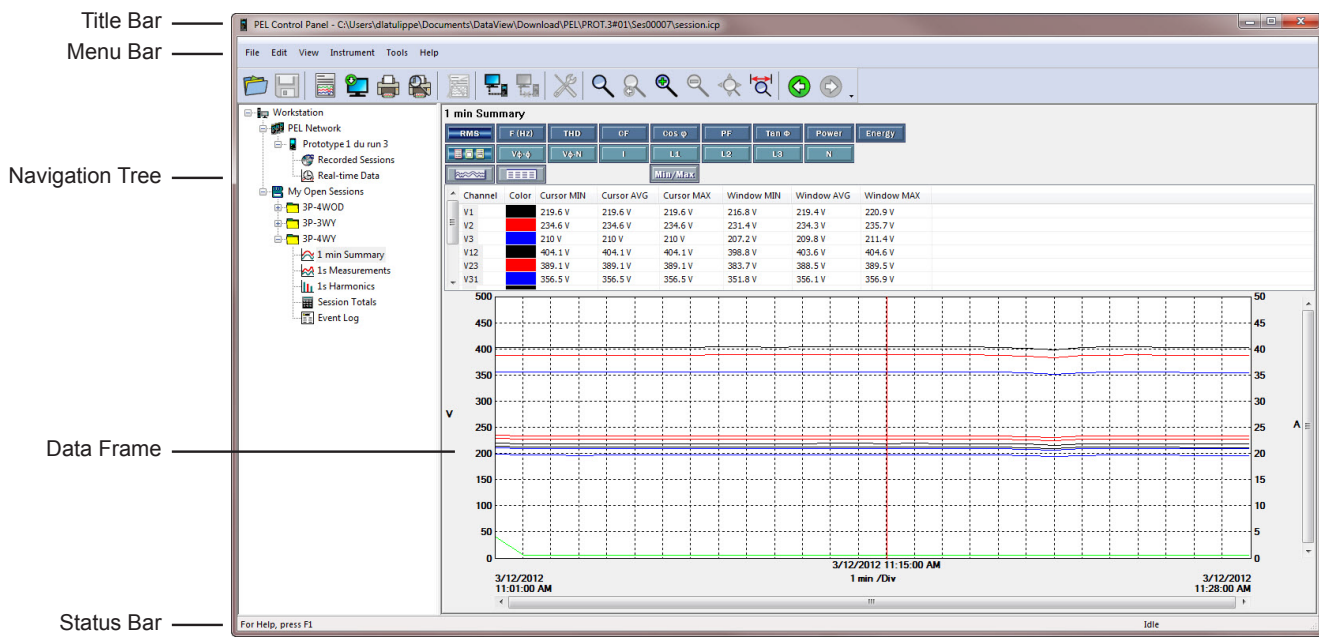 Title Bar
PEL Control Panel - C:\Users\dlatulippe\Documents\DataView\Download\PEL\PROT.3#01\Ses00007\session.icp
Menu Bar
File Edit View Instrument Tools Help
Navigation Tree
Workstation
PEL Network
Prototype 1 du run 3
Recorded Sessions
Real-time Data
My Open Sessions
3P-4WOD
3P-3WY
3P-4WY
1 min Summary
1s Measurements
1s Harmonics
Session Totals
Event Log
1 min Summary
RMS F (HZ) THD CF Cos φ PF Tan Φ Power Energy
Vφ-φ Vφ-N I L1 L2 L3 N
Min/Max
Channel Color Cursor MIN Cursor AVG Cursor MAX Window MIN Window AVG Window MAX
V1 219.6 V 219.6 V 219.6 V 216.8 V 219.4 V 220.9 V
V2 234.6 V 234.6 V 234.6 V 231.4 V 234.3 V 235.7 V
V3 210 V 210 V 210 V 207.2 V 209.8 V 211.4 V
V12 404.1 V 404.1 V 404.1 V 398.8 V 403.6 V 404.6 V
V23 389.1 V 389.1 V 389.1 V 383.7 V 388.5 V 389.5 V
V31 356.5 V 356.5 V 356.5 V 351.8 V 356.1 V 356.9 V
Data Frame
500 50
450 45
400 40
350 35
300 30
V
250 25
A
200 20
150 15
100 10
50 5
0 0
3/12/2012 11:15:00 AM
3/12/2012 1 min /Div 3/12/2012
11:01:00 AM 11:28:00 AM
Status Bar
For Help, press F1 Idle